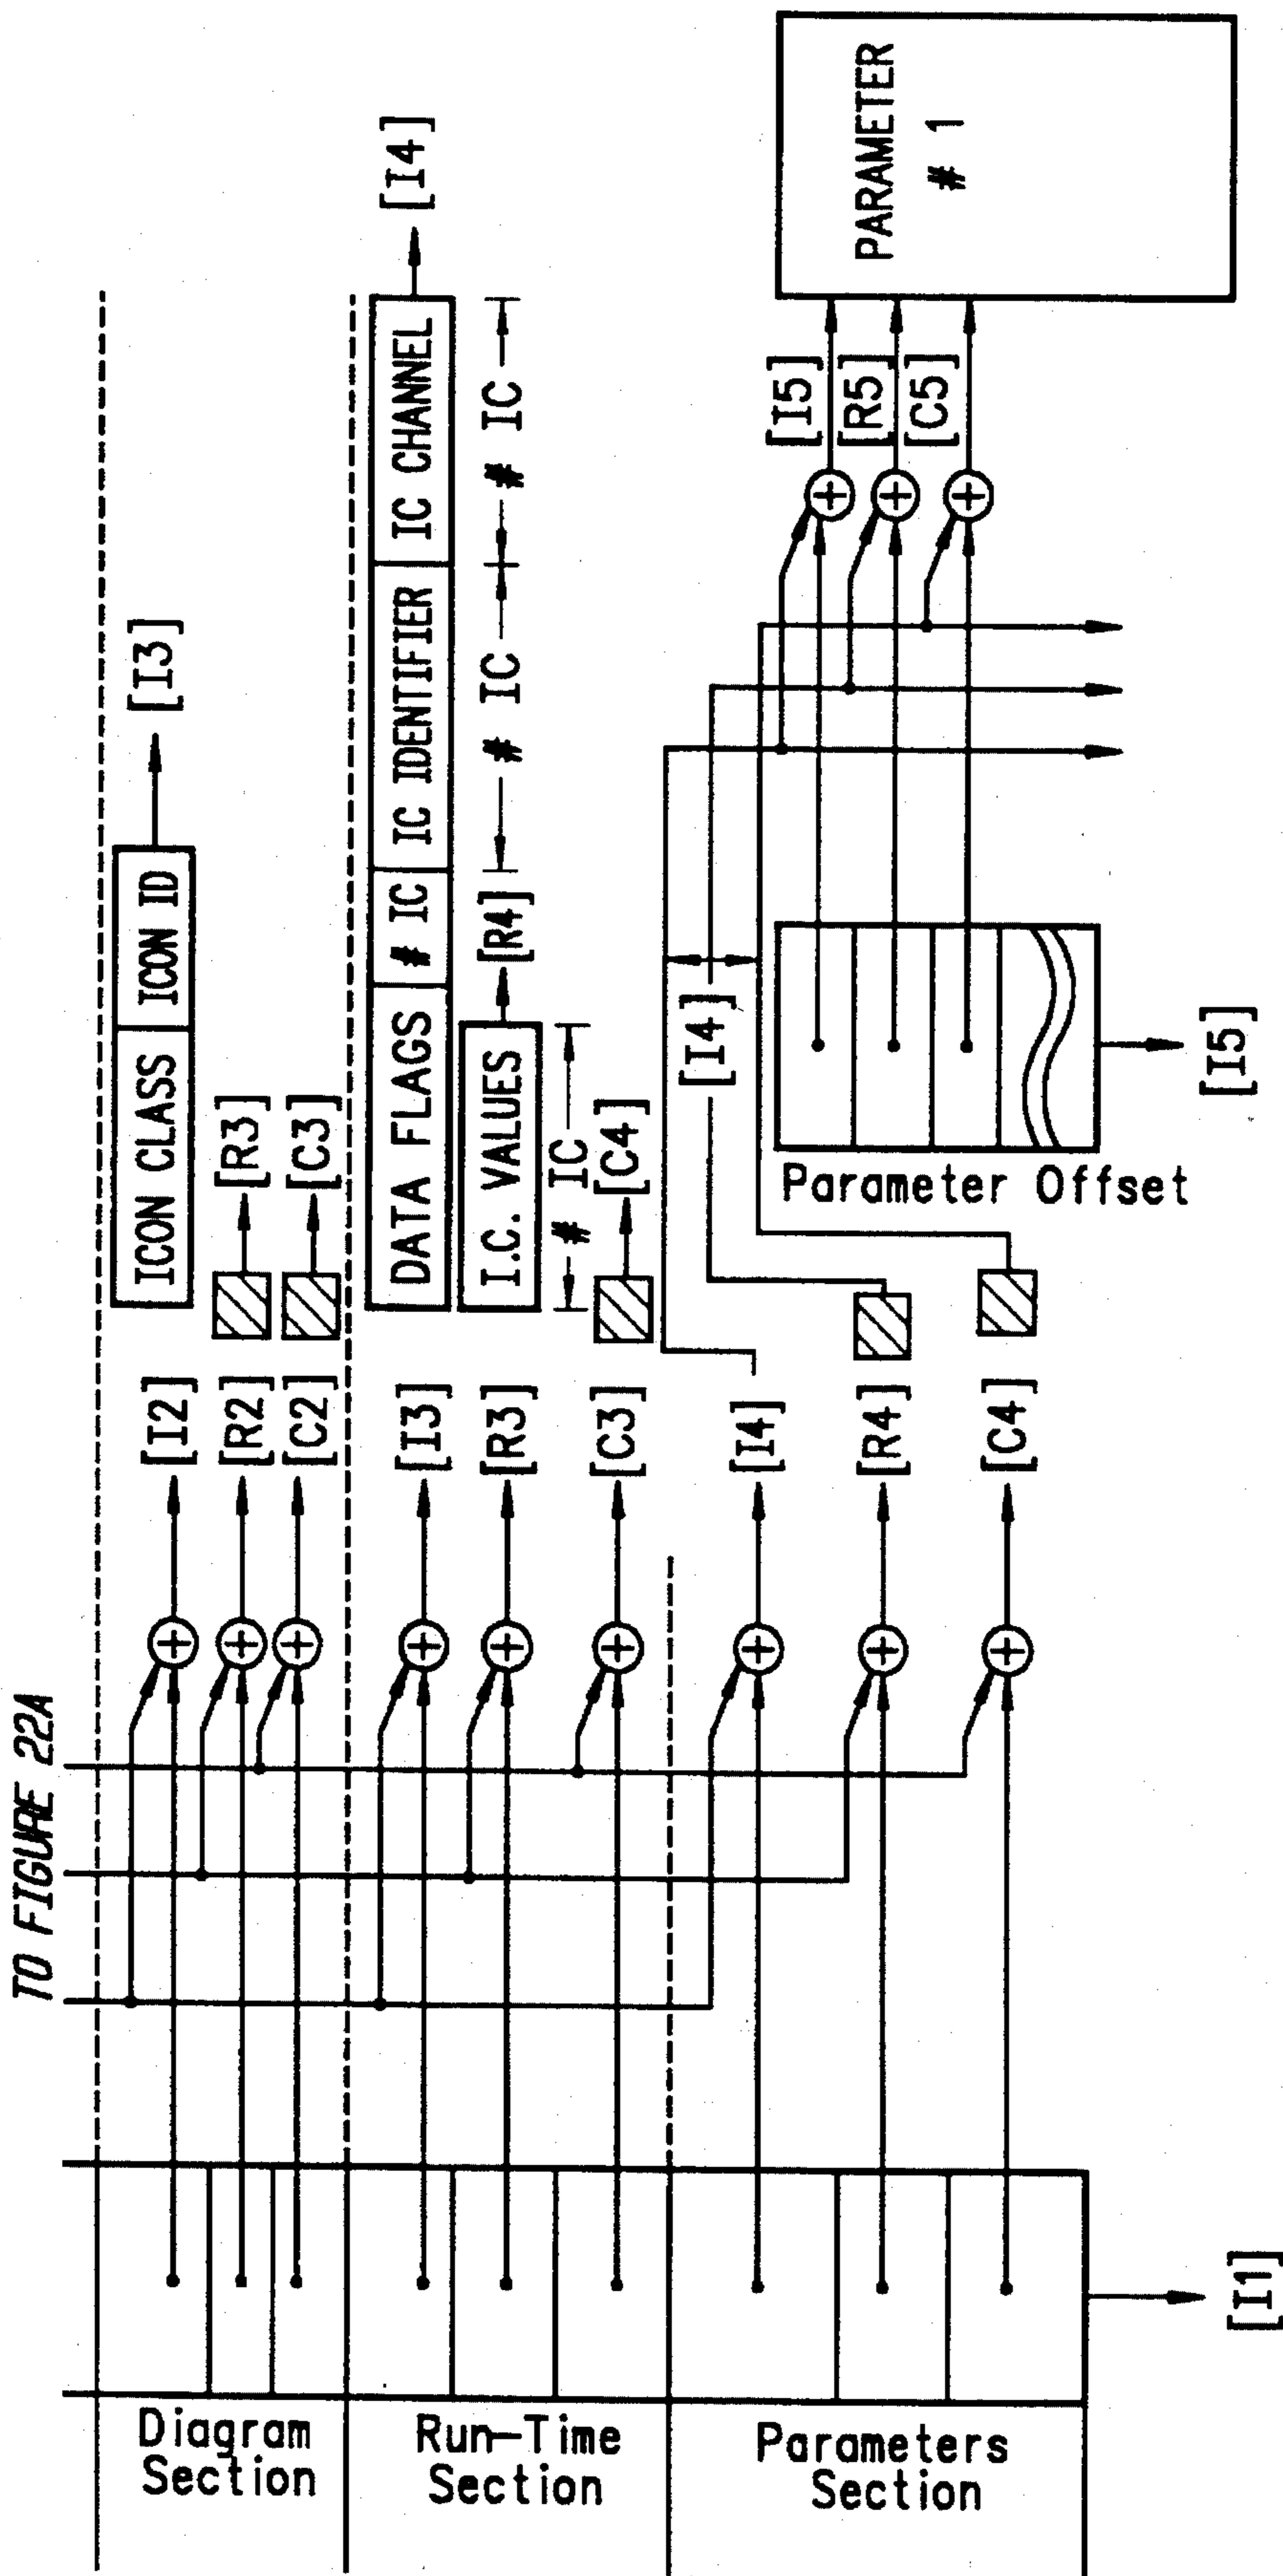 TO FIGURE 22A
Diagram
Section
[I2]
ICON CLASS
ICON ID
[I3]
[R2]
[R3]
[C2]
[C3]
Run-Time
Section
[I3]
DATA FLAGS
# IC
IC IDENTIFIER
IC CHANNEL
[I4]
[R3]
I.C. VALUES
[R4]
# IC
# IC
# IC
[C3]
[C4]
Parameters
Section
[I4]
[I4]
[R4]
[C4]
Parameter Offset
[I5]
[I5]
[R5]
[C5]
PARAMETER
# 1
[I1]